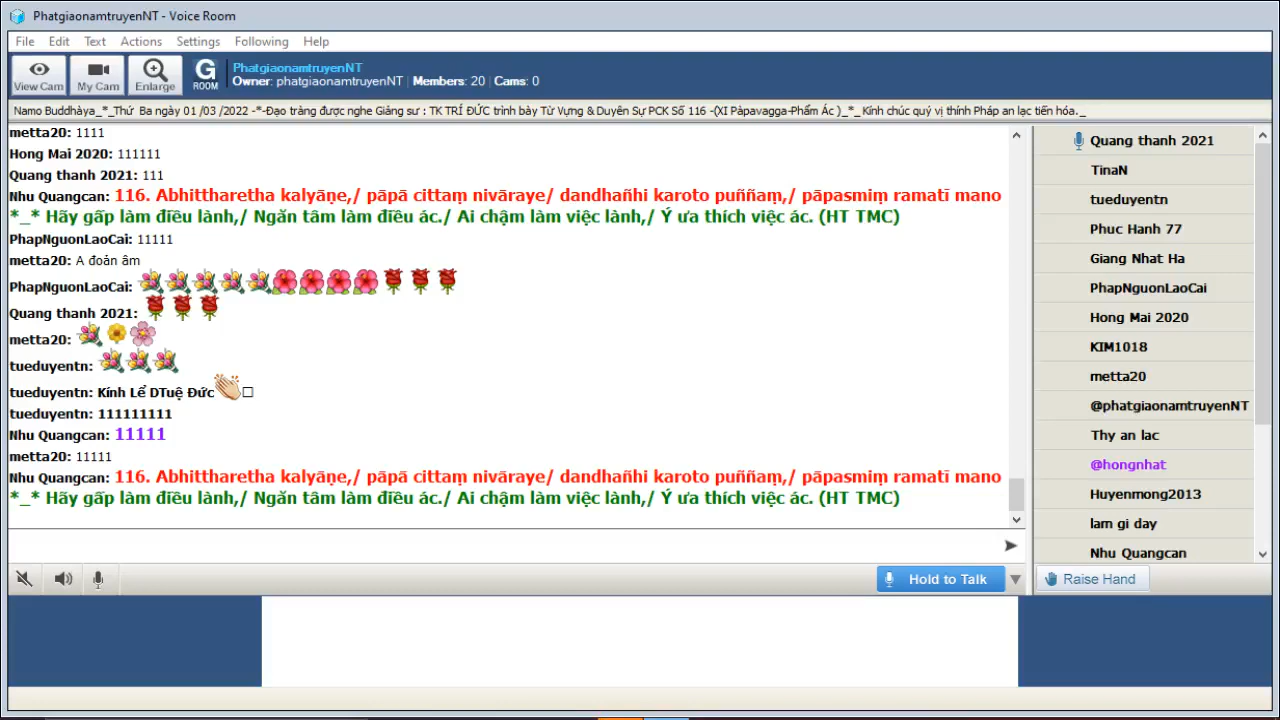 PhatgiaonamtruyenNT - Voice Room
File Edit Text Actions Settings Following Help
View Cam My Cam Enlarge G ROOM
PhatgiaonamtruyenNT
Owner: phatgiaonamtruyenNT | Members: 20 | Cams: 0
Namo Buddhàya_*_Thứ Ba ngày 01 /03 /2022 -*-Đạo tràng được nghe Giảng sư : TK TRÍ ĐỨC trình bày Từ Vựng & Duyên Sự PCK Số 116 -(XI Pàpavagga-Phẩm Ác )_*_Kính chúc quý vị thính Pháp an lạc tiến hóa._
metta20: 1111
Hong Mai 2020: 111111
Quang thanh 2021: 111
Nhu Quangcan: 116. Abhittharetha kalyāṇe,/ pāpā cittaṃ nivāraye/ dandhañhi karoto puññaṃ,/ pāpasmiṃ ramatī mano
*_* Hãy gấp làm điều lành,/ Ngăn tâm làm điều ác./ Ai chậm làm việc lành,/ Ý ưa thích việc ác. (HT TMC)
PhapNguonLaoCai: 11111
metta20: A đoản âm
PhapNguonLaoCai:
Quang thanh 2021:
metta20:
tueduyentn:
tueduyentn: Kính Lể DTuệ Đức
tueduyentn: 111111111
Nhu Quangcan: 11111
metta20: 11111
Nhu Quangcan: 116. Abhittharetha kalyāṇe,/ pāpā cittaṃ nivāraye/ dandhañhi karoto puññaṃ,/ pāpasmiṃ ramatī mano
*_* Hãy gấp làm điều lành,/ Ngăn tâm làm điều ác./ Ai chậm làm việc lành,/ Ý ưa thích việc ác. (HT TMC)
Quang thanh 2021
TinaN
tueduyentn
Phuc Hanh 77
Giang Nhat Ha
PhapNguonLaoCai
Hong Mai 2020
KIM1018
metta20
@phatgiaonamtruyenNT
Thy an lac
@hongnhat
Huyenmong2013
lam gi day
Nhu Quangcan
Hold to Talk
Raise Hand